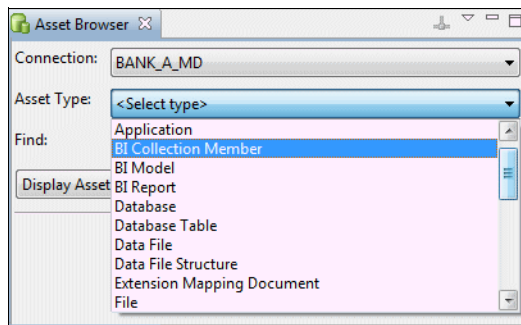 Asset Browser
Connection: BANK_A_MD
Asset Type: <Select type>
Application
Find:
BI Collection Member
BI Model
Display Asset
BI Report
Database
Database Table
Data File
Data File Structure
Extension Mapping Document
File